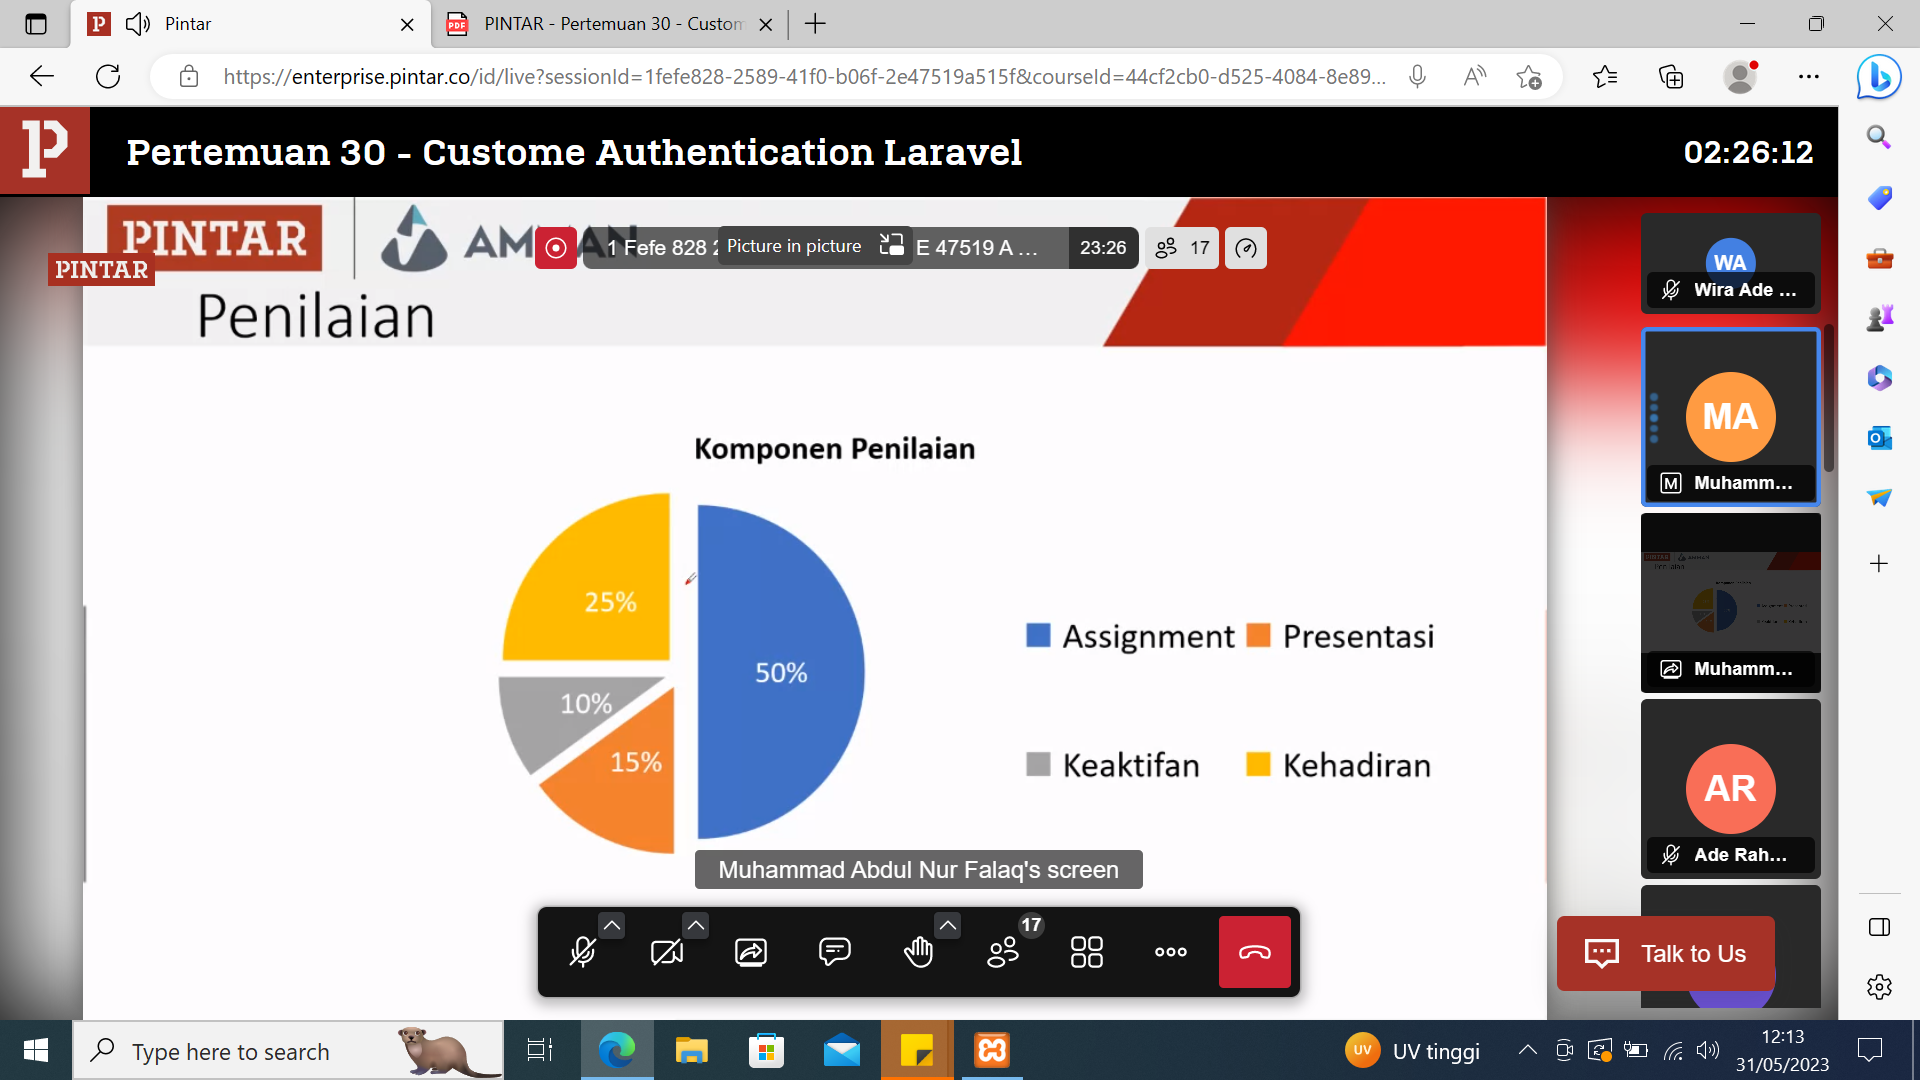 Pintar
PINTAR - Pertemuan 30 - Custom
https://enterprise.pintar.co/id/live?sessionId=1fefe828-2589-41f0-b06f-2e47519a515f&courseId=44cf2cb0-d525-4084-8e89...
Pertemuan 30 - Custome Authentication Laravel
02:26:12
PINTAR
PINTAR
1 Fefe 828 2
Picture in picture
E 47519 A ...
23:26
17
Penilaian
Komponen Penilaian
25%
50%
10%
15%
Assignment
Presentasi
Keaktifan
Kehadiran
Muhammad Abdul Nur Falaq's screen
WA
Wira Ade ...
MA
M
Muhamm...
Muhamm...
AR
Ade Rah...
17
Talk to Us
Type here to search
UV
UV tinggi
12:13
31/05/2023